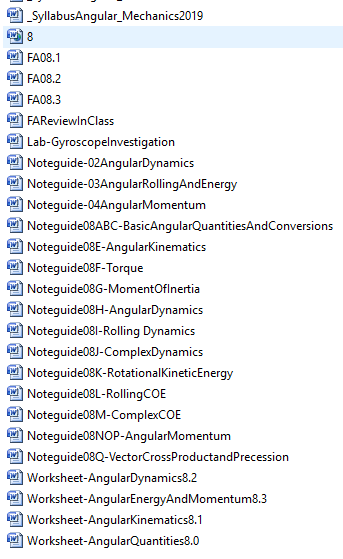 _SyllabusAngular_Mechanics2019
8
FA08.1
FA08.2
FA08.3
FAReviewInClass
Lab-GyroscopeInvestigation
Noteguide-02AngularDynamics
Noteguide-03AngularRollingAndEnergy
Noteguide-04AngularMomentum
Noteguide08ABC-BasicAngularQuantitiesAndConversions
Noteguide08E-AngularKinematics
Noteguide08F-Torque
Noteguide08G-MomentOfInertia
Noteguide08H-AngularDynamics
Noteguide08I-Rolling Dynamics
Noteguide08J-ComplexDynamics
Noteguide08K-RotationalKineticEnergy
Noteguide08L-RollingCOE
Noteguide08M-ComplexCOE
Noteguide08NOP-AngularMomentum
Noteguide08Q-VectorCrossProductandPrecession
Worksheet-AngularDynamics8.2
Worksheet-AngularEnergyAndMomentum8.3
Worksheet-AngularKinematics8.1
Worksheet-AngularQuantities8.0